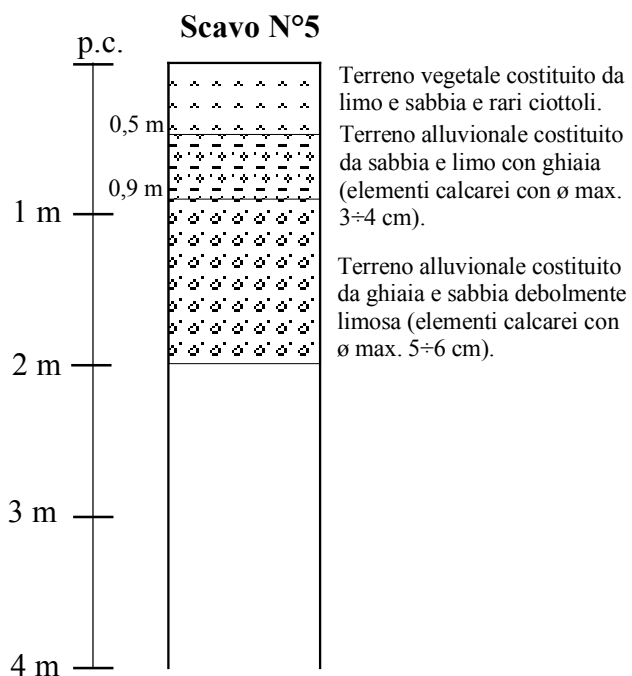 Scavo N°5
p.c.
Terreno vegetale costituito da
limo e sabbia e rari ciottoli.
0,5 m
Terreno alluvionale costituito
da sabbia e limo con ghiaia
(elementi calcarei con ø max.
3÷4 cm).
0,9 m
1 m
Terreno alluvionale costituito
da ghiaia e sabbia debolmente
limosa (elementi calcarei con
ø max. 5÷6 cm).
2 m
3 m
4 m